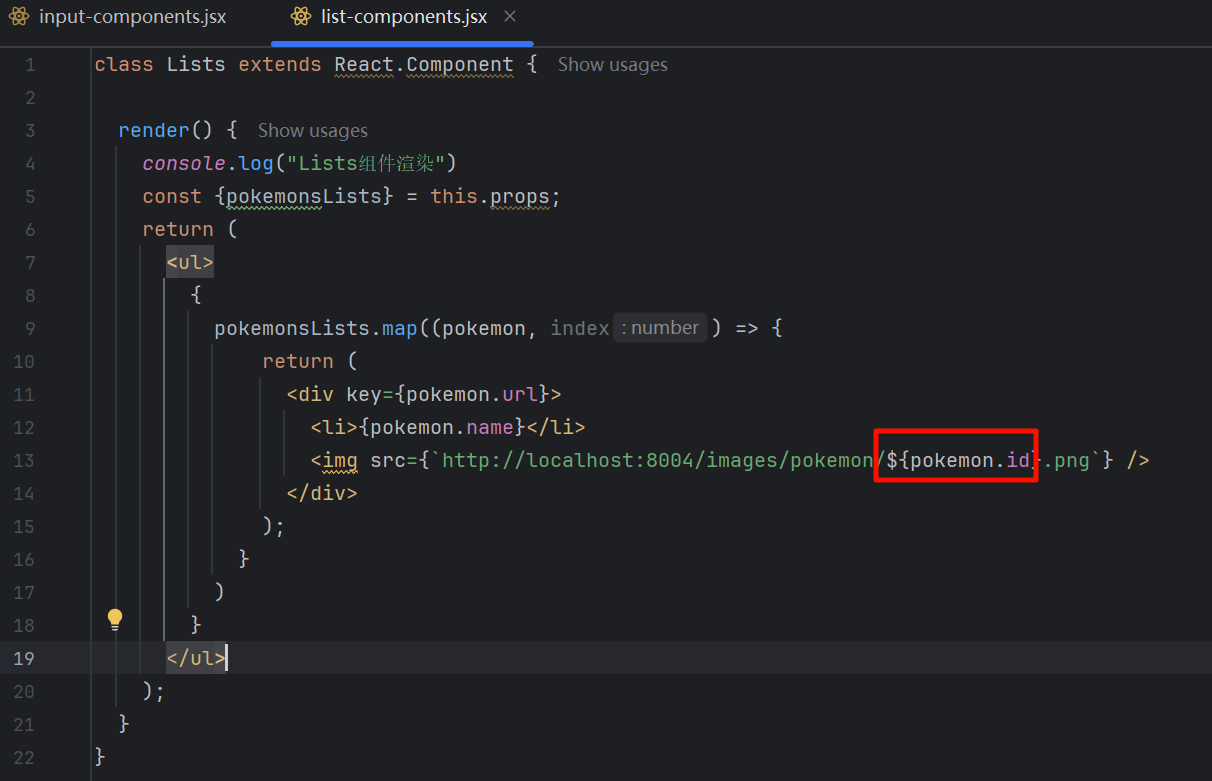 input-components.jsx list-components.jsx
1 class Lists extends React.Component { Show usages
2
3 render() { Show usages
4 console.log("Lists组件渲染")
5 const {pokemonsLists} = this.props;
6 return (
7 <ul>
8 {
9 pokemonsLists.map((pokemon, index : number ) => {
10 return (
11 <div key={pokemon.url}>
12 <li>{pokemon.name}</li>
13 <img src={`http://localhost:8004/images/pokemon/${pokemon.id}.png`} />
14 </div>
15 );
16 }
17 )
18 }
19 </ul>
20 );
21 }
22 }